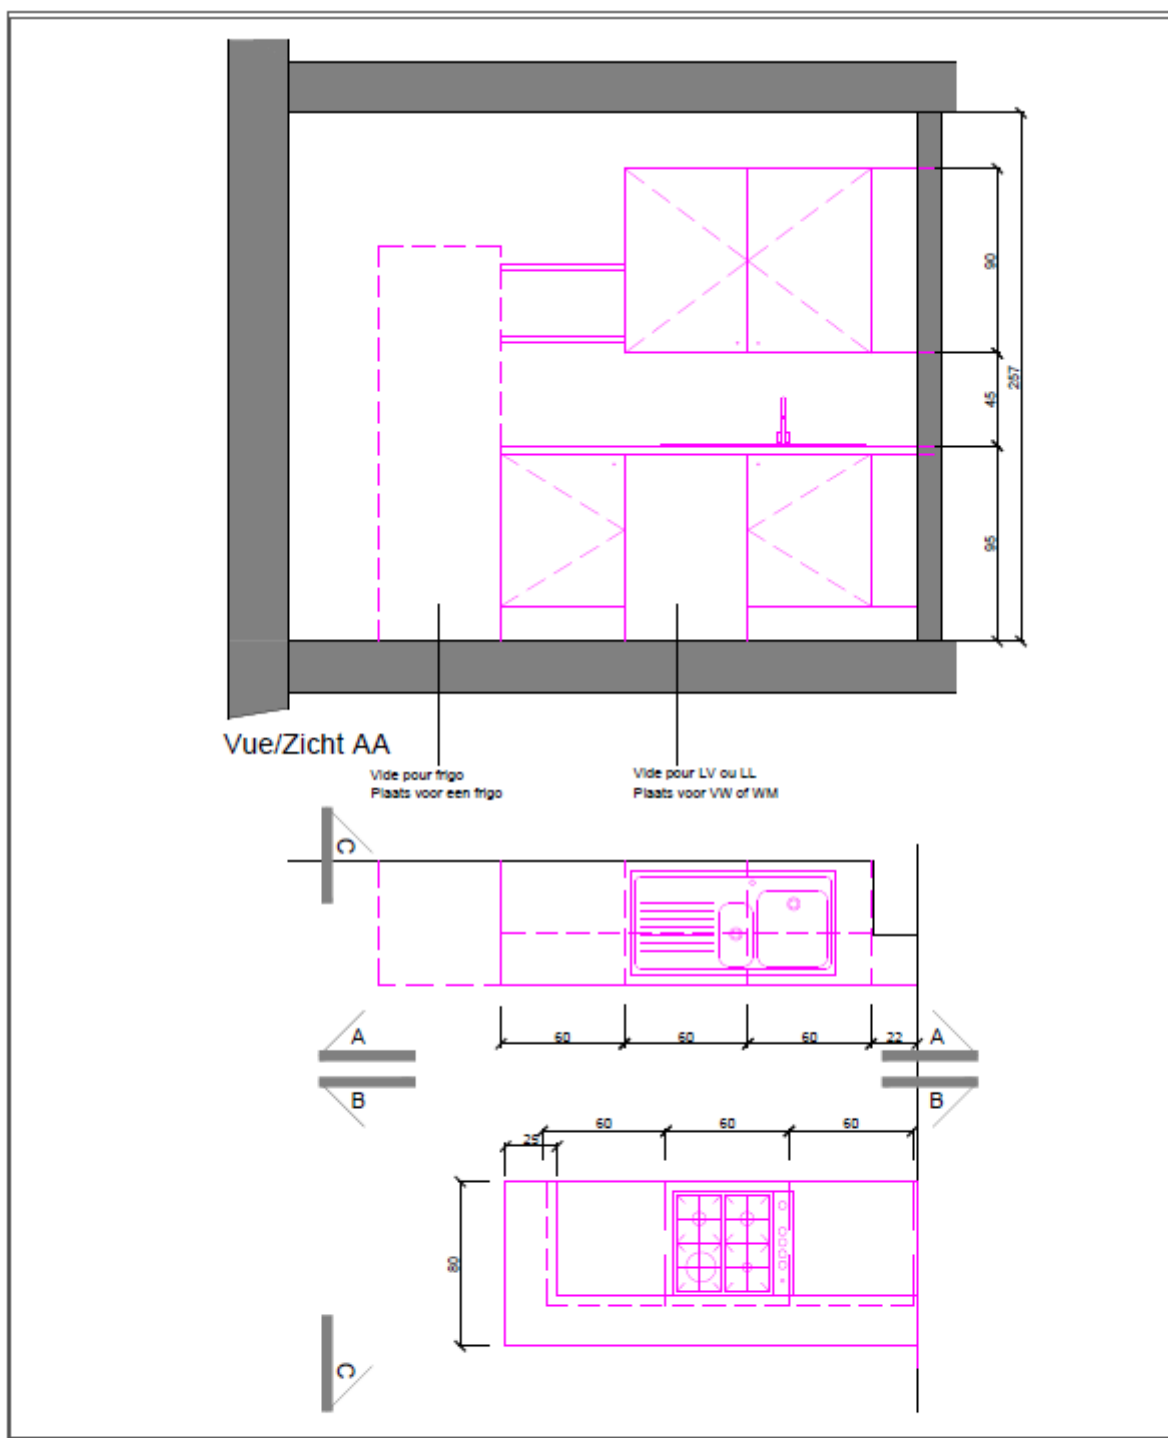 90
45
257
95
Vue/Zicht AA
Vide pour frigo
Plaats voor een frigo
Vide pour LV ou LL
Plaats voor VW of WM
C
60
60
60
22
A
A
B
B
60
60
60
25
80
C